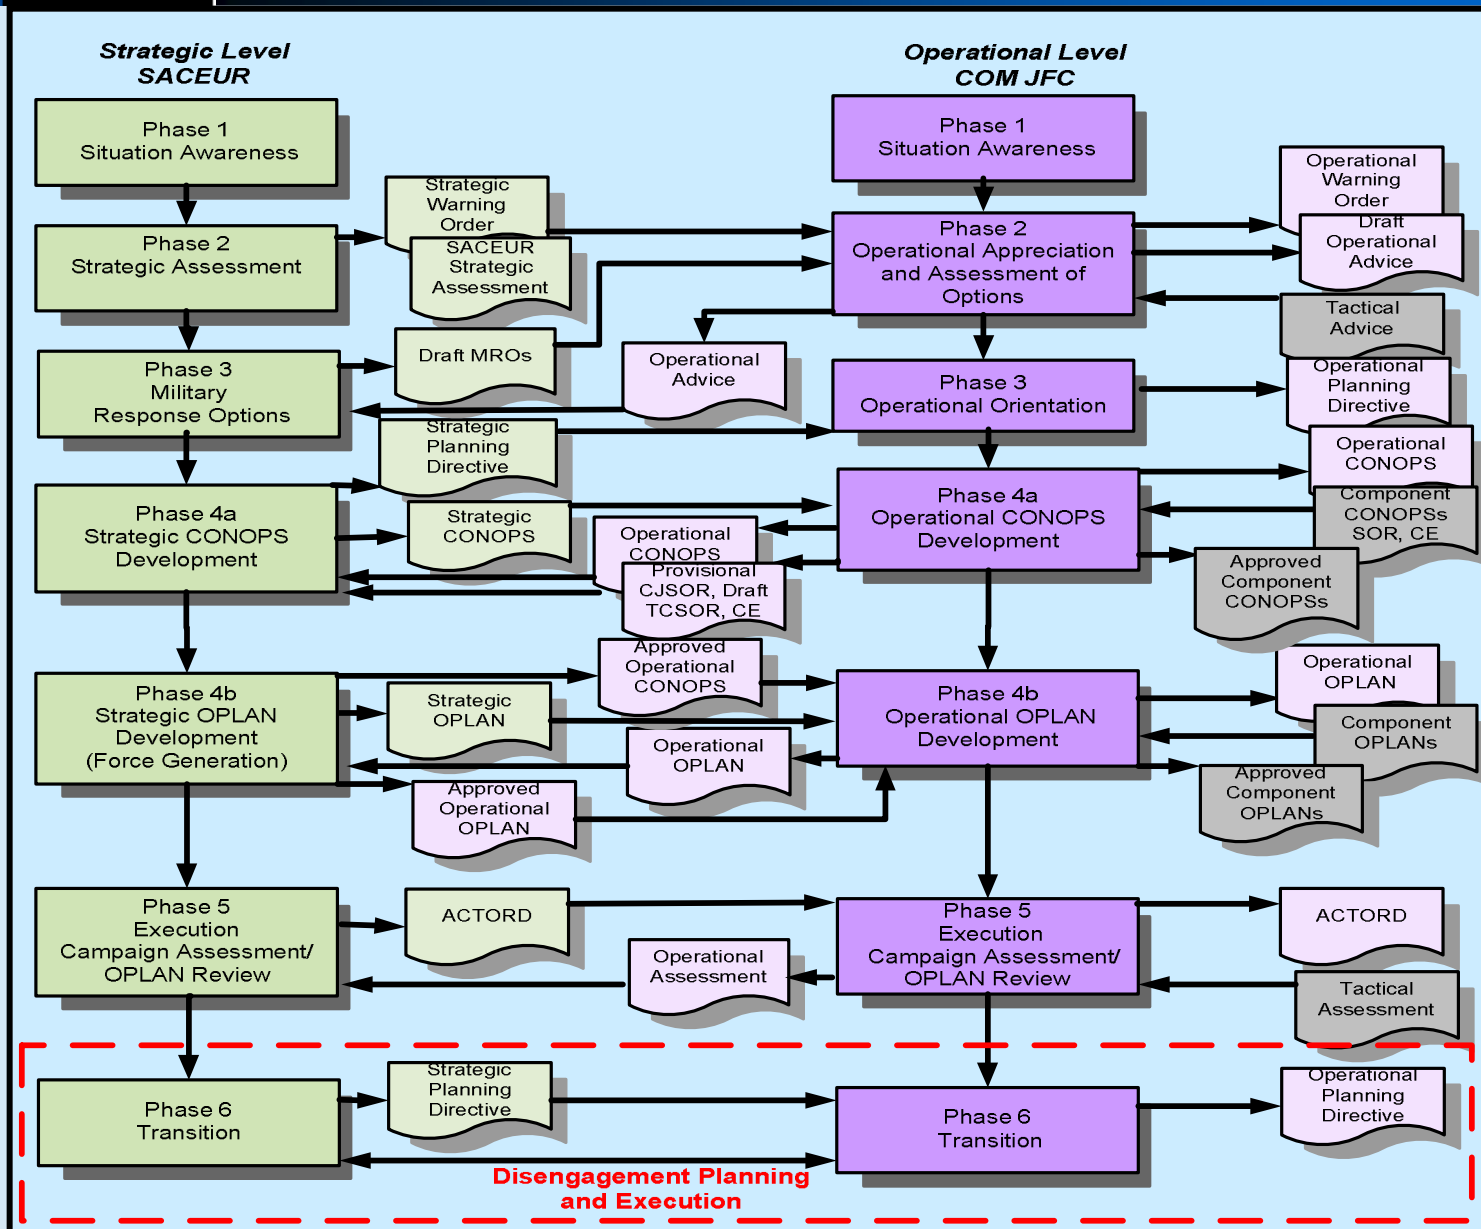 Strategic Level
SACEUR
Operational Level
COM JFC
Phase 1
Situation Awareness
Phase 1
Situation Awareness
Strategic
Warning
Order
Operational
Warning
Order
Phase 2
Strategic Assessment
SACEUR
Strategic
Assessment
Phase 2
Operational Appreciation
and Assessment of
Options
Draft
Operational
Advice
Tactical
Advice
Phase 3
Military
Response Options
Draft MROs
Operational
Advice
Phase 3
Operational Orientation
Operational
Planning
Directive
Strategic
Planning
Directive
Operational
CONOPS
Phase 4a
Strategic CONOPS
Development
Strategic
CONOPS
Operational
CONOPS
Provisional
CJSOR, Draft
TCSOR, CE
Phase 4a
Operational CONOPS
Development
Component
CONOPSs
SOR, CE
Approved
Component
CONOPSs
Approved
Operational
CONOPS
Phase 4b
Strategic OPLAN
Development
(Force Generation)
Strategic
OPLAN
Operational
OPLAN
Phase 4b
Operational OPLAN
Development
Operational
OPLAN
Component
OPLANs
Approved
Component
OPLANs
Approved
Operational
OPLAN
Phase 5
Execution
Campaign Assessment/
OPLAN Review
ACTORD
Operational
Assessment
Phase 5
Execution
Campaign Assessment/
OPLAN Review
ACTORD
Tactical
Assessment
Phase 6
Transition
Strategic
Planning
Directive
Phase 6
Transition
Operational
Planning
Directive
Disengagement Planning
and Execution